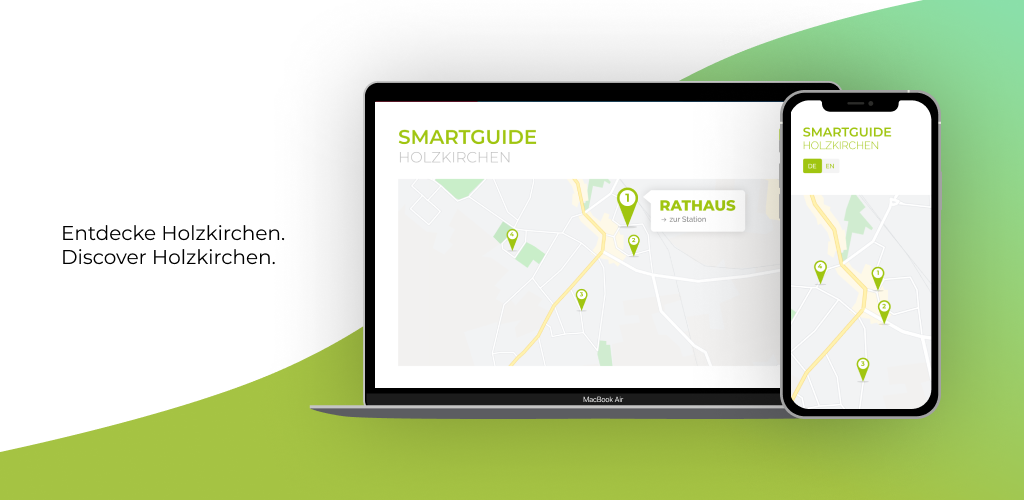 Entdecke Holzkirchen.
Discover Holzkirchen.
SMARTGUIDE
HOLZKIRCHEN
1
RATHAUS
→ zur Station
4
2
3
MacBook Air
SMARTGUIDE
HOLZKIRCHEN
DE EN
4
1
2
3